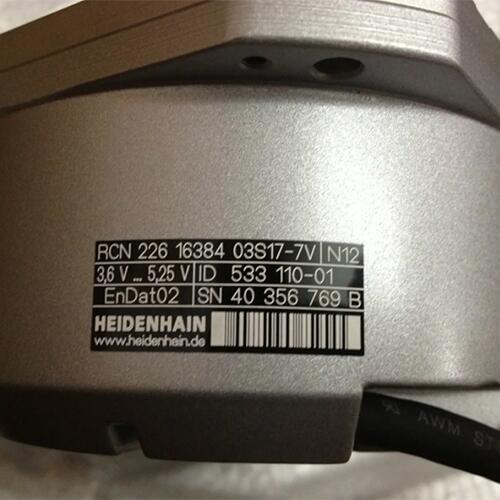 RCN 226 16384 03S17-7V N12
3,6 V ... 5,25 V ID 533 110-01
EnDat02 SN 40 356 769 B
HEIDENHAIN
www.heidenhain.de
AWM